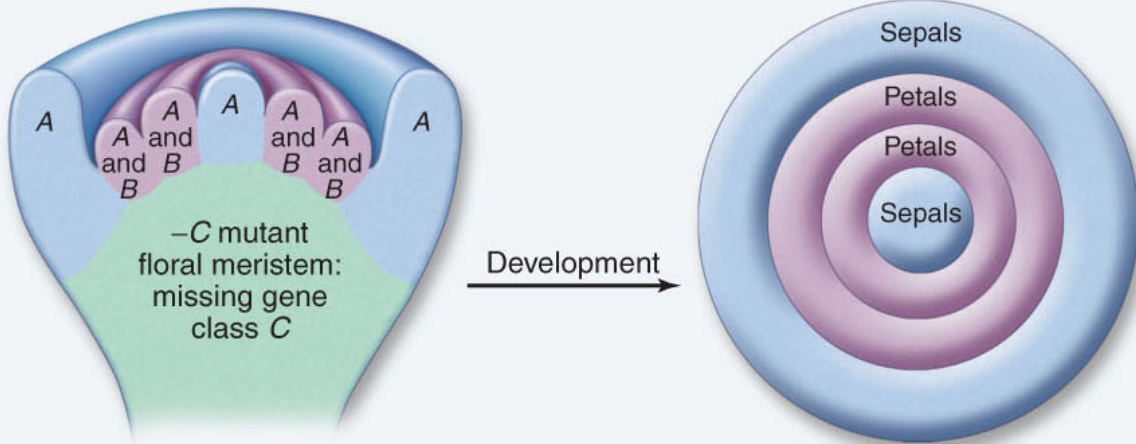 A
A
and
B
A
and
B
A
A
and
B
A
and
B
A
–C mutant
floral meristem:
missing gene
class C
Development
Sepals
Petals
Petals
Sepals